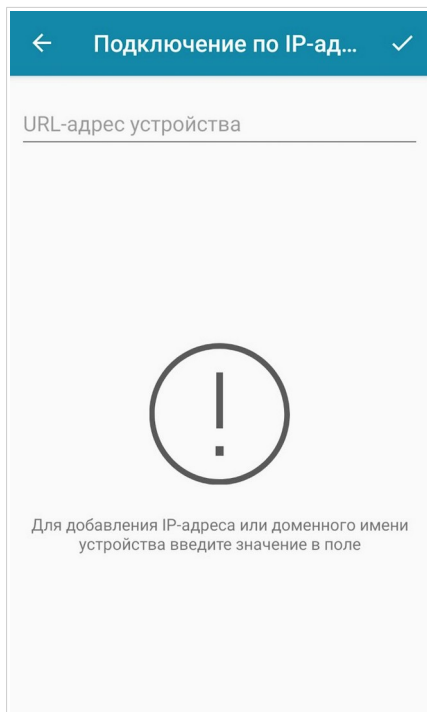 Подключение по IP-ад...
URL-адрес устройства
Для добавления IP-адреса или доменного имени
устройства введите значение в поле